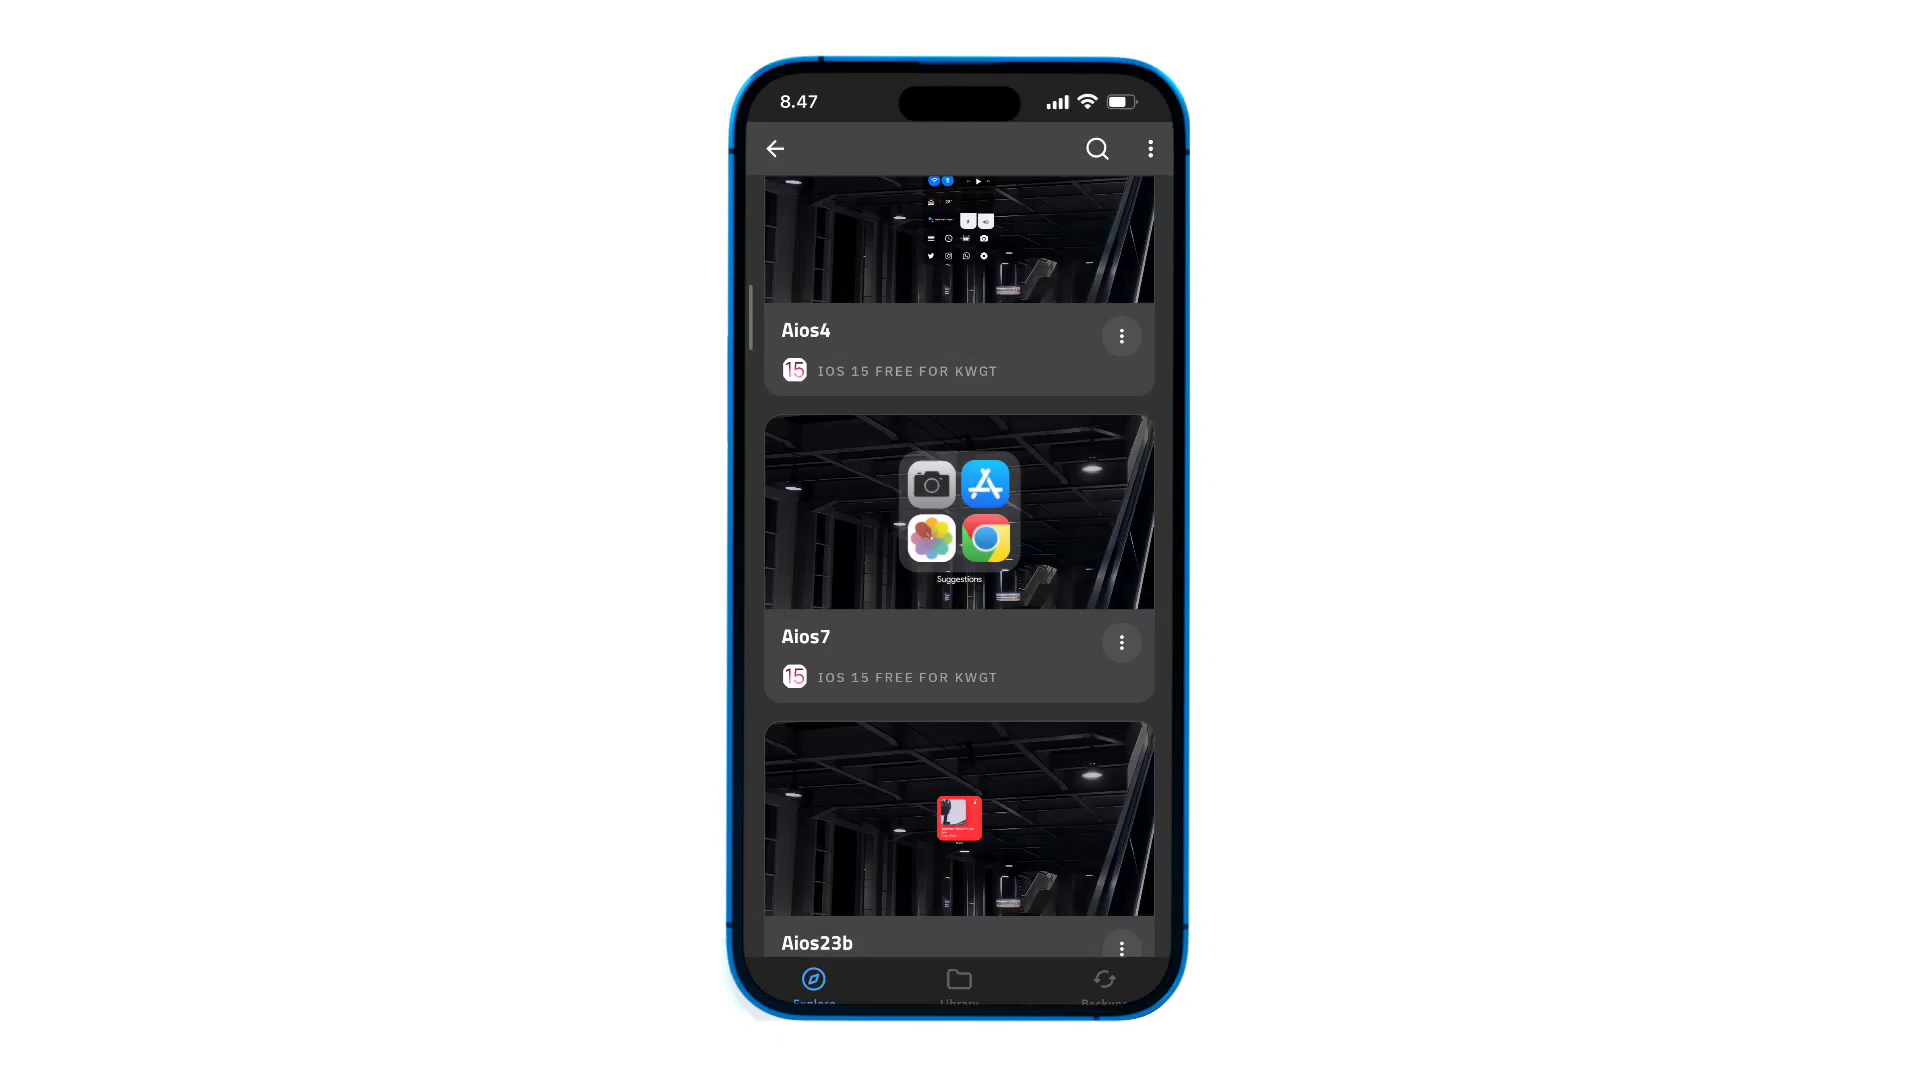 8.47
Aios4
15 IOS 15 FREE FOR KWGT
Suggestions
Aios7
15 IOS 15 FREE FOR KWGT
Aios23b
Explore
Library
Backups